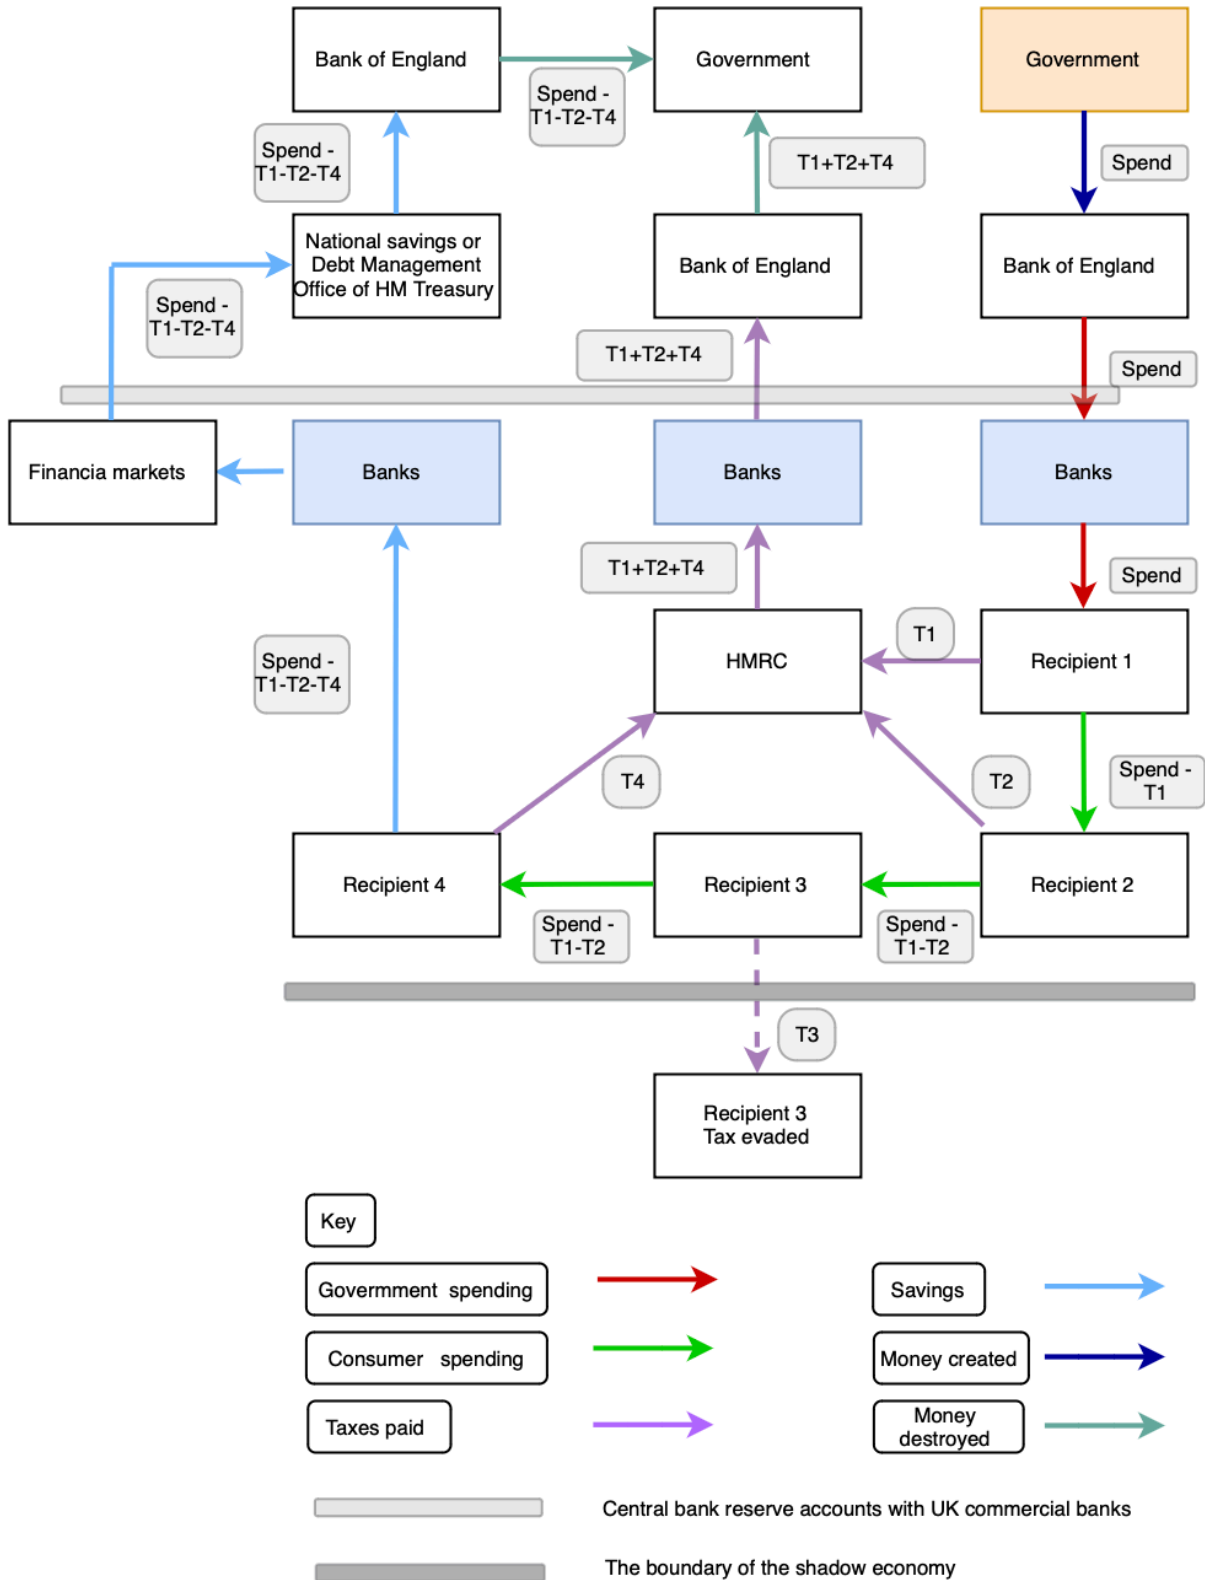 Bank of England
Government
Government
Spend -
T1-T2-T4
Spend -
T1-T2-T4
T1+T2+T4
Spend
National savings or
Debt Management
Office of HM Treasury
Bank of England
Bank of England
Spend -
T1-T2-T4
T1+T2+T4
Spend
Financia markets
Banks
Banks
Banks
T1+T2+T4
Spend
T1
Spend -
T1-T2-T4
HMRC
Recipient 1
T4
T2
Spend -
T1
Recipient 4
Recipient 3
Recipient 2
Spend -
T1-T2
Spend -
T1-T2
T3
Recipient 3
Tax evaded
Key
Govermment spending
Savings
Consumer spending
Money created
Taxes paid
Money
destroyed
Central bank reserve accounts with UK commercial banks
The boundary of the shadow economy